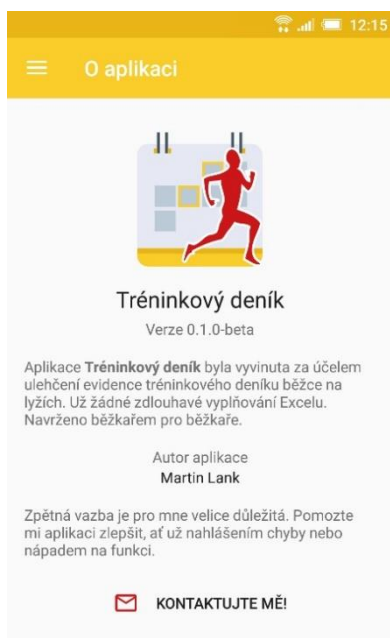 12:15
O aplikaci
Tréninkový deník
Verze 0.1.0-beta
Aplikace Tréninkový deník byla vyvinuta za účelem
ulehčení evidence tréninkového deníku běžce na
lyžích. Už žádné zdlouhavé vyplňování Excelu.
Navrženo běžkařem pro běžkaře.
Autor aplikace
Martin Lank
Zpětná vazba je pro mne velice důležitá. Pomozte
mi aplikaci zlepšit, ať už nahlášením chyby nebo
nápadem na funkci.
KONTAKTUJTE MĚ!